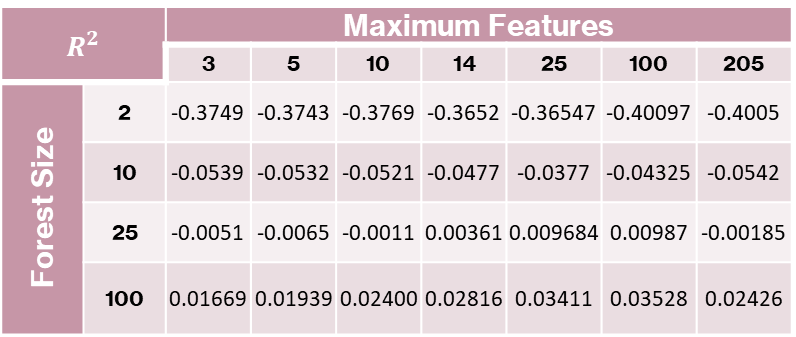 R² Maximum Features
3 5 10 14 25 100 205
Forest Size
2 -0.3749 -0.3743 -0.3769 -0.3652 -0.36547 -0.40097 -0.4005
10 -0.0539 -0.0532 -0.0521 -0.0477 -0.0377 -0.04325 -0.0542
25 -0.0051 -0.0065 -0.0011 0.00361 0.009684 0.00987 -0.00185
100 0.01669 0.01939 0.02400 0.02816 0.03411 0.03528 0.02426